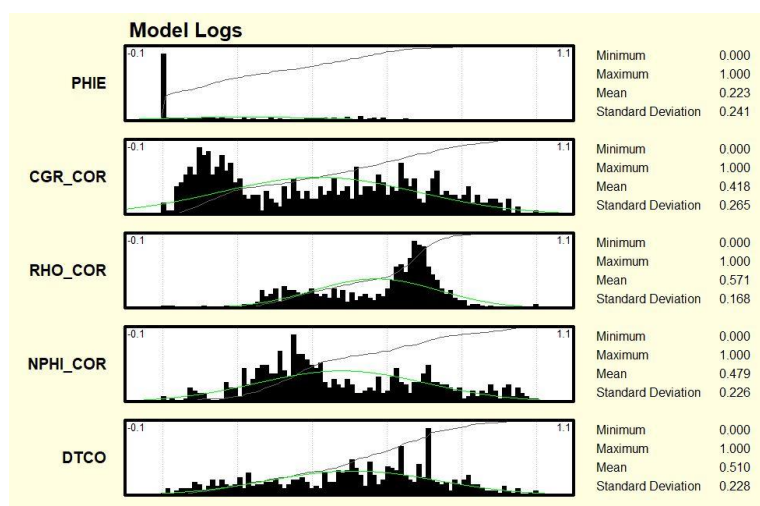 Model Logs
PHIE
-0.1 1.1
Minimum 0.000
Maximum 1.000
Mean 0.223
Standard Deviation 0.241
CGR_COR
-0.1 1.1
Minimum 0.000
Maximum 1.000
Mean 0.418
Standard Deviation 0.265
RHO_COR
-0.1 1.1
Minimum 0.000
Maximum 1.000
Mean 0.571
Standard Deviation 0.168
NPHI_COR
-0.1 1.1
Minimum 0.000
Maximum 1.000
Mean 0.479
Standard Deviation 0.226
DTCO
-0.1 1.1
Minimum 0.000
Maximum 1.000
Mean 0.510
Standard Deviation 0.228